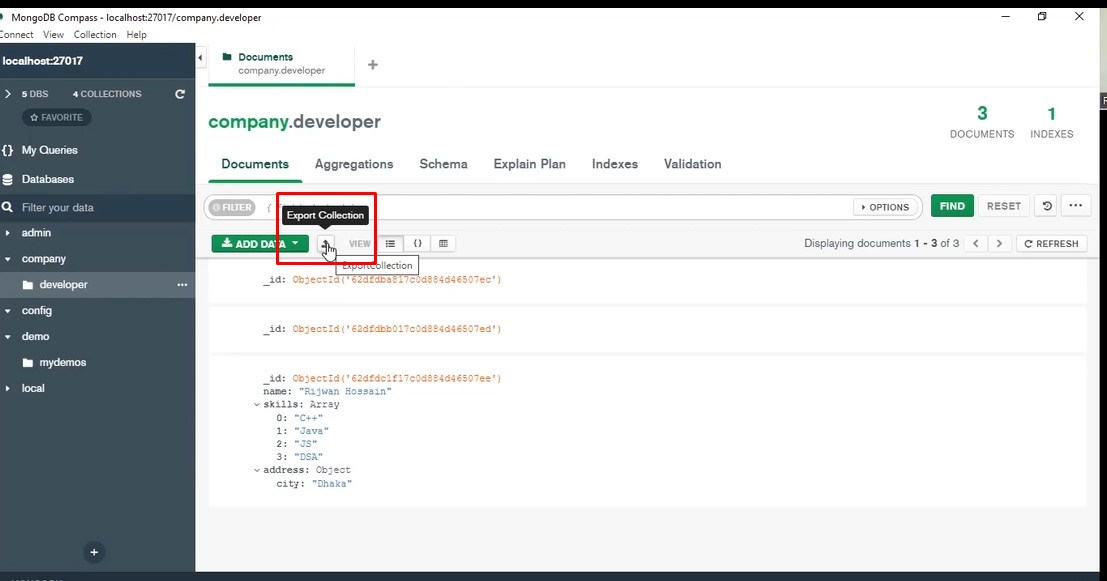 MongoDB Compass - localhost:27017/company.developer
Connect View Collection Help
localhost:27017
5 DBS 4 COLLECTIONS
FAVORITE
{} My Queries
Databases
Filter your data
admin
company
developer
config
demo
mydemos
local
Documents
company.developer
company.developer
3 DOCUMENTS
1 INDEXES
Documents Aggregations Schema Explain Plan Indexes Validation
FILTER {
OPTIONS FIND RESET
Export Collection
ADD DATA VIEW {} Displaying documents 1 - 3 of 3 REFRESH
ExportCollection
_id: ObjectId('62dfdba817c0d884d46507ec')
_id: ObjectId('62dfdbb017c0d884d46507ed')
_id: ObjectId('62dfdc1f17c0d884d46507ee')
name: "Rijwan Hossain"
skills: Array
0: "C++"
1: "Java"
2: "JS"
3: "DSA"
address: Object
city: "Dhaka"